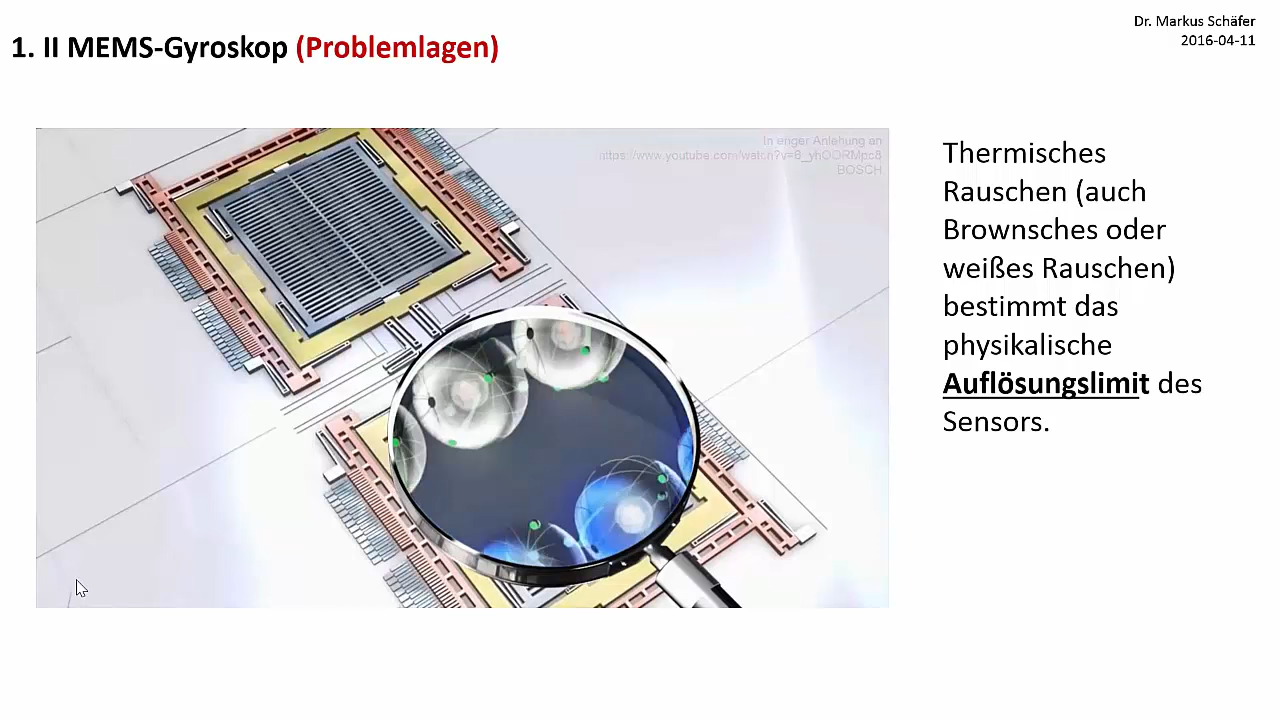 Dr. Markus Schäfer
2016-04-11
1. II MEMS-Gyroskop (Problemlagen)
In enger Anlehung an
BOSCH
Thermisches
Rauschen (auch
Brownsches oder
weißes Rauschen)
bestimmt das
physikalische
Auflösungslimit des
Sensors.